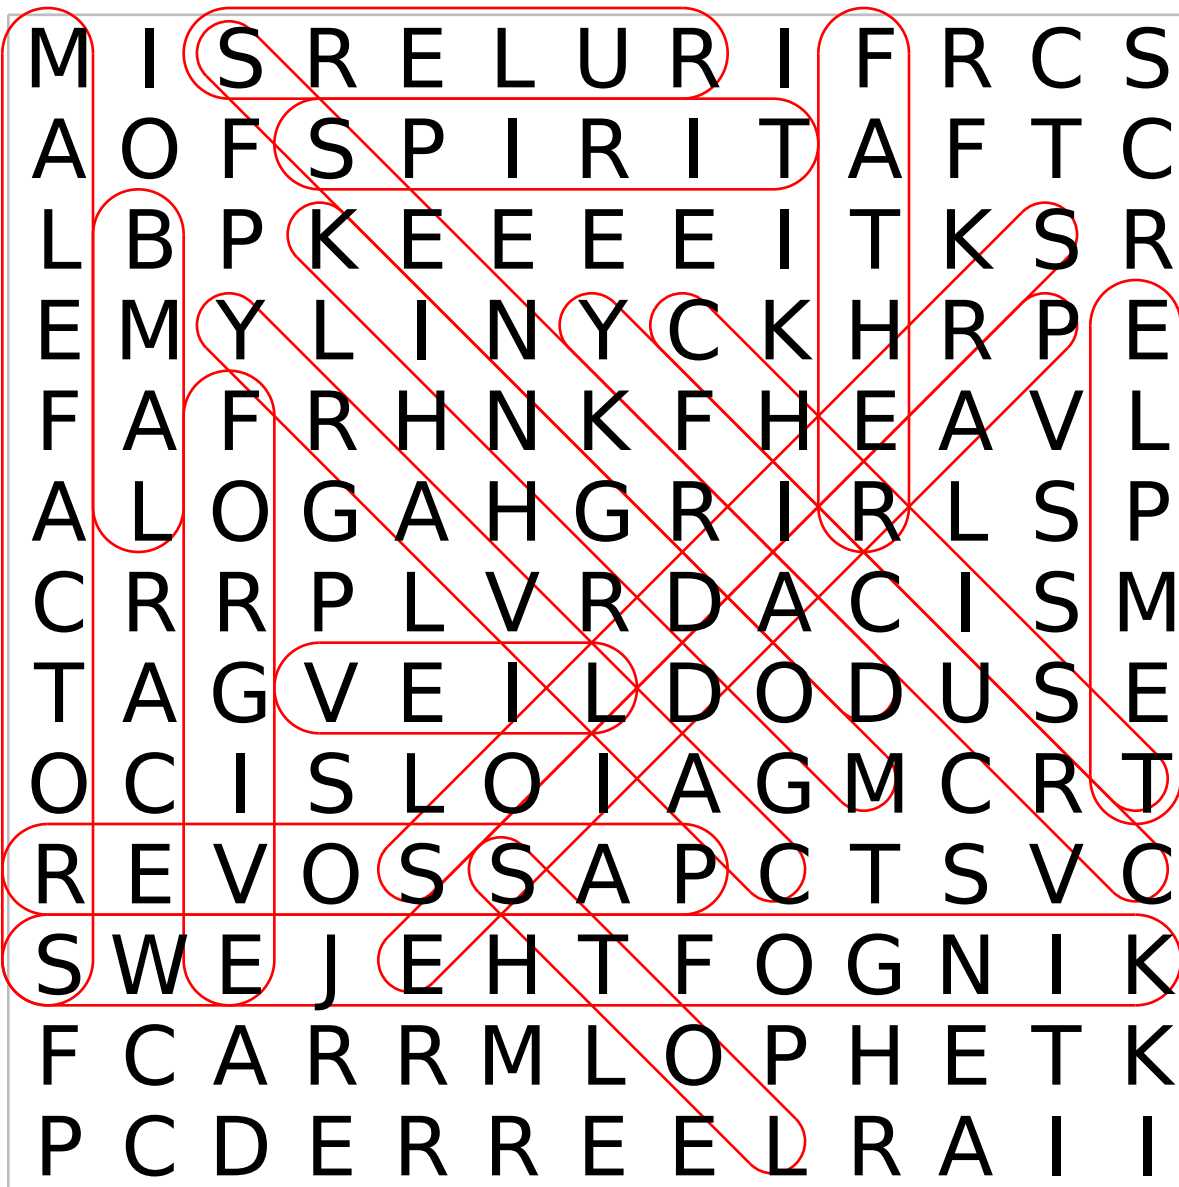 M I S R E L U R I F R C S
A O F S P I R I T A F T C
L B P K E E E E I T K S R
E M Y L I N Y C K H R P E
F A F R H N K F H E A V L
A L O G A H G R I R L S P
C R R P L V R D A C I S M
T A G V E I L D O D U S E
O C I S L O I A G M C R T
R E V O S S A P C T S V C
S W E J E H T F O G N I K
F C A R R M L O P H E T K
P C D E R R E E L R A I I